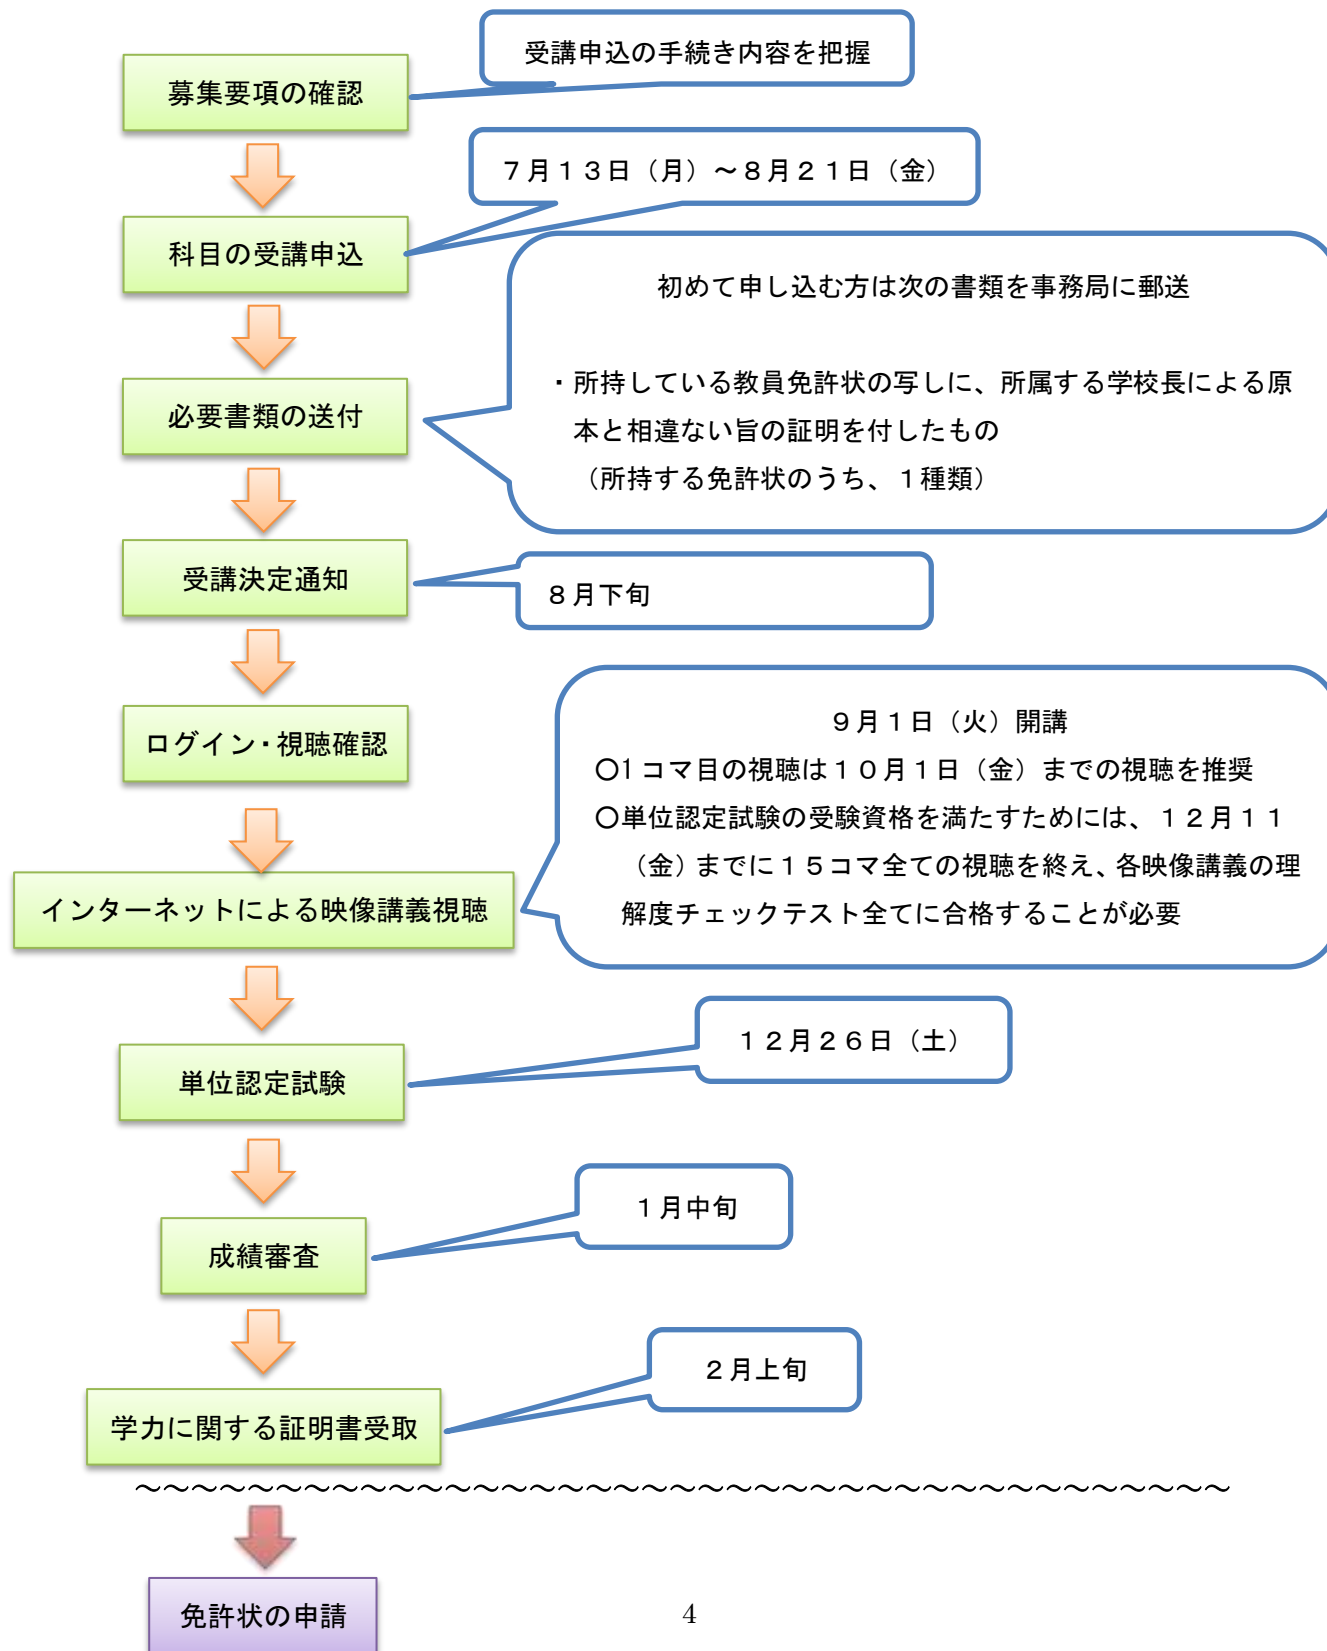 受講申込の手続き内容を把握
募集要項の確認
７月１３日（月）～８月２１日（金）
科目の受講申込
初めて申し込む方は次の書類を事務局に郵送
・所持している教員免許状の写しに、所属する学校長による原
本と相違ない旨の証明を付したもの
（所持する免許状のうち、１種類）
必要書類の送付
受講決定通知
８月下旬
ログイン・視聴確認
９月１日（火）開講
○1コマ目の視聴は１０月１日（金）までの視聴を推奨
○単位認定試験の受験資格を満たすためには、１２月１１
（金）までに１５コマ全ての視聴を終え、各映像講義の理
解度チェックテスト全てに合格することが必要
インターネットによる映像講義視聴
１２月２６日（土）
単位認定試験
１月中旬
成績審査
２月上旬
学力に関する証明書受取
～～～～～～～～～～～～～～～～～～～～～～～～～～～～～～～～～～～～～～～
免許状の申請
4